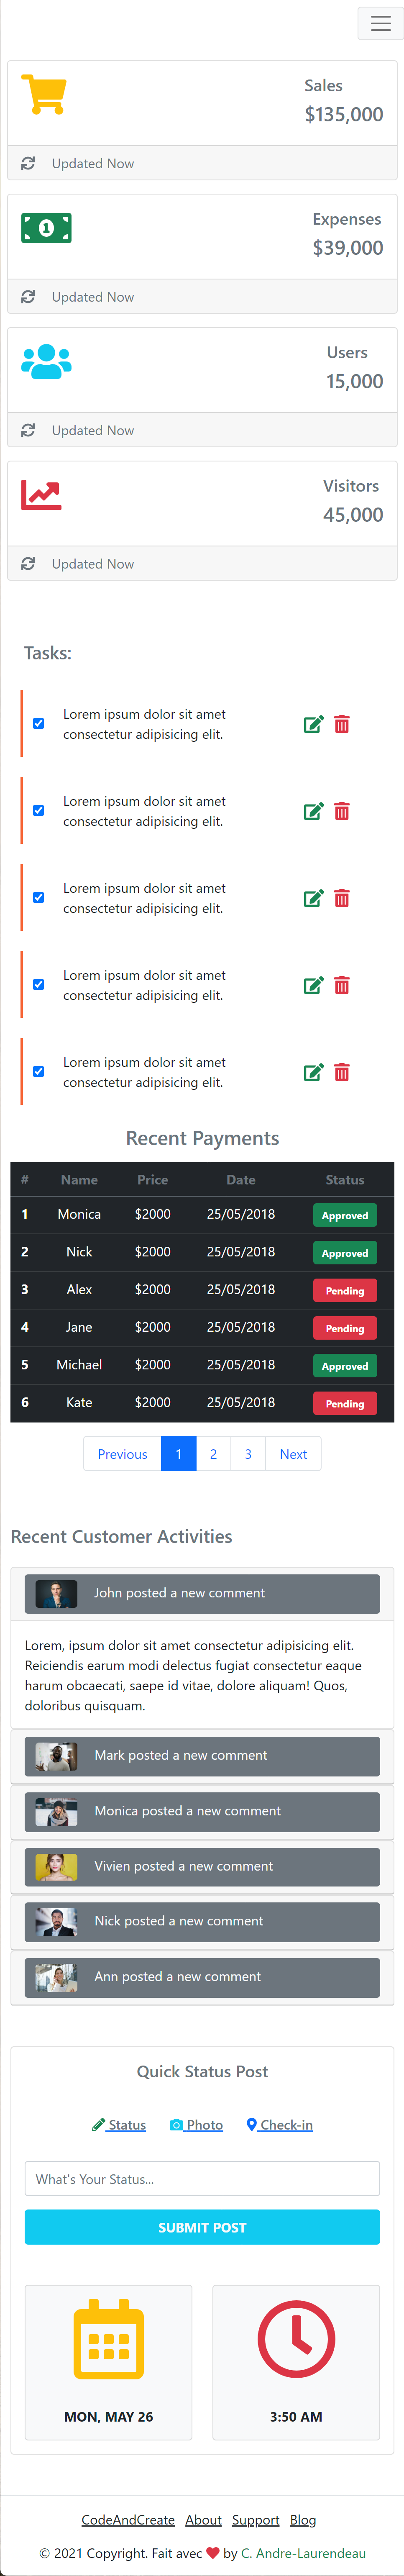 Sales
$135,000
Updated Now
Expenses
$39,000
Updated Now
Users
15,000
Updated Now
Visitors
45,000
Updated Now
Tasks:
Lorem ipsum dolor sit amet
consectetur adipisicing elit.
Lorem ipsum dolor sit amet
consectetur adipisicing elit.
Lorem ipsum dolor sit amet
consectetur adipisicing elit.
Lorem ipsum dolor sit amet
consectetur adipisicing elit.
Lorem ipsum dolor sit amet
consectetur adipisicing elit.
Recent Payments
# Name Price Date Status
1 Monica $2000 25/05/2018 Approved
2 Nick $2000 25/05/2018 Approved
3 Alex $2000 25/05/2018 Pending
4 Jane $2000 25/05/2018 Pending
5 Michael $2000 25/05/2018 Approved
6 Kate $2000 25/05/2018 Pending
Previous 1 2 3 Next
Recent Customer Activities
John posted a new comment
Lorem, ipsum dolor sit amet consectetur adipisicing elit.
Reiciendis earum modi delectus fugiat consectetur eaque
harum obcaecati, saepe id vitae, dolore aliquam! Quos,
doloribus quisquam.
Mark posted a new comment
Monica posted a new comment
Vivien posted a new comment
Nick posted a new comment
Ann posted a new comment
Quick Status Post
Status Photo Check-in
What's Your Status...
SUBMIT POST
MON, MAY 26 3:50 AM
CodeAndCreate About Support Blog
© 2021 Copyright. Fait avec ❤ by C. Andre-Laurendeau